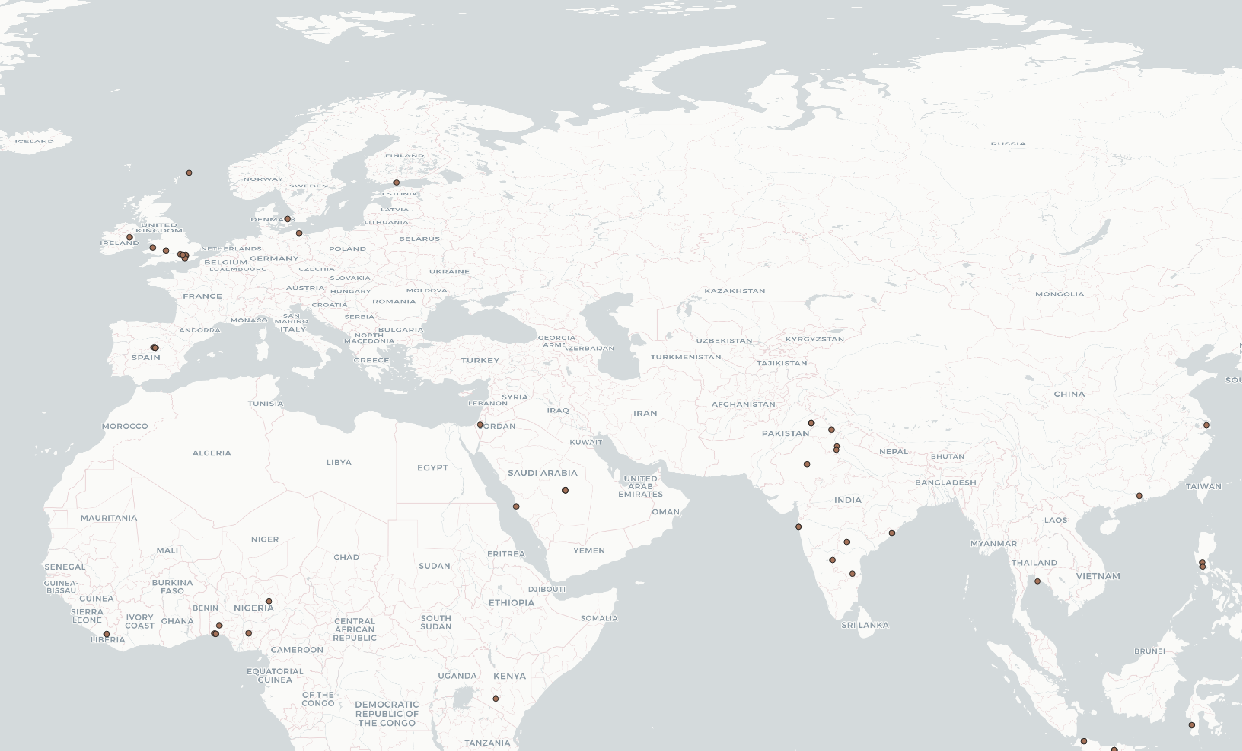 ICELAND
RUSSIA
FINLAND
NORWAY
SWEDEN
ESTONIA
LATVIA
DENMARK
LITHUANIA
UNITED
KINGDOM
IRELAND
BELARUS
NETHERLANDS
POLAND
BELGIUM
GERMANY
LUXEMBOURG
CZECHIA
UKRAINE
SLOVAKIA
AUSTRIA
HUNGARY
MOLDOVA
KAZAKHSTAN
MONGOLIA
FRANCE
CROATIA
ROMANIA
MONACO
SAN
MARINO
SERBIA
ITALY
ANDORRA
BULGARIA
NORTH
MACEDONIA
GEORGIA
UZBEKISTAN
KYRGYZSTAN
SPAIN
GREECE
TURKEY
TURKMENISTAN
TAJIKISTAN
CHINA
TUNISIA
SYRIA
LEBANON
IRAQ
IRAN
AFGHANISTAN
MOROCCO
JORDAN
PAKISTAN
KUWAIT
ALGERIA
LIBYA
EGYPT
NEPAL
BHUTAN
SAUDI ARABIA
UNITED
ARAB
EMIRATES
BANGLADESH
TAIWAN
INDIA
OMAN
MAURITANIA
LAOS
NIGER
MALI
CHAD
ERITREA
YEMEN
MYANMAR
THAILAND
VIETNAM
SENEGAL
SUDAN
GUINEA-
BISSAU
BURKINA
FASO
DJIBOUTI
GUINEA
BENIN
NIGERIA
ETHIOPIA
SIERRA
LEONE
IVORY
COAST
GHANA
CENTRAL
AFRICAN
REPUBLIC
SOUTH
SUDAN
SOMALIA
SRI LANKA
LIBERIA
CAMEROON
BRUNEI
EQUATORIAL
GUINEA
UGANDA
KENYA
OF THE
CONGO
DEMOCRATIC
REPUBLIC OF
THE CONGO
TANZANIA